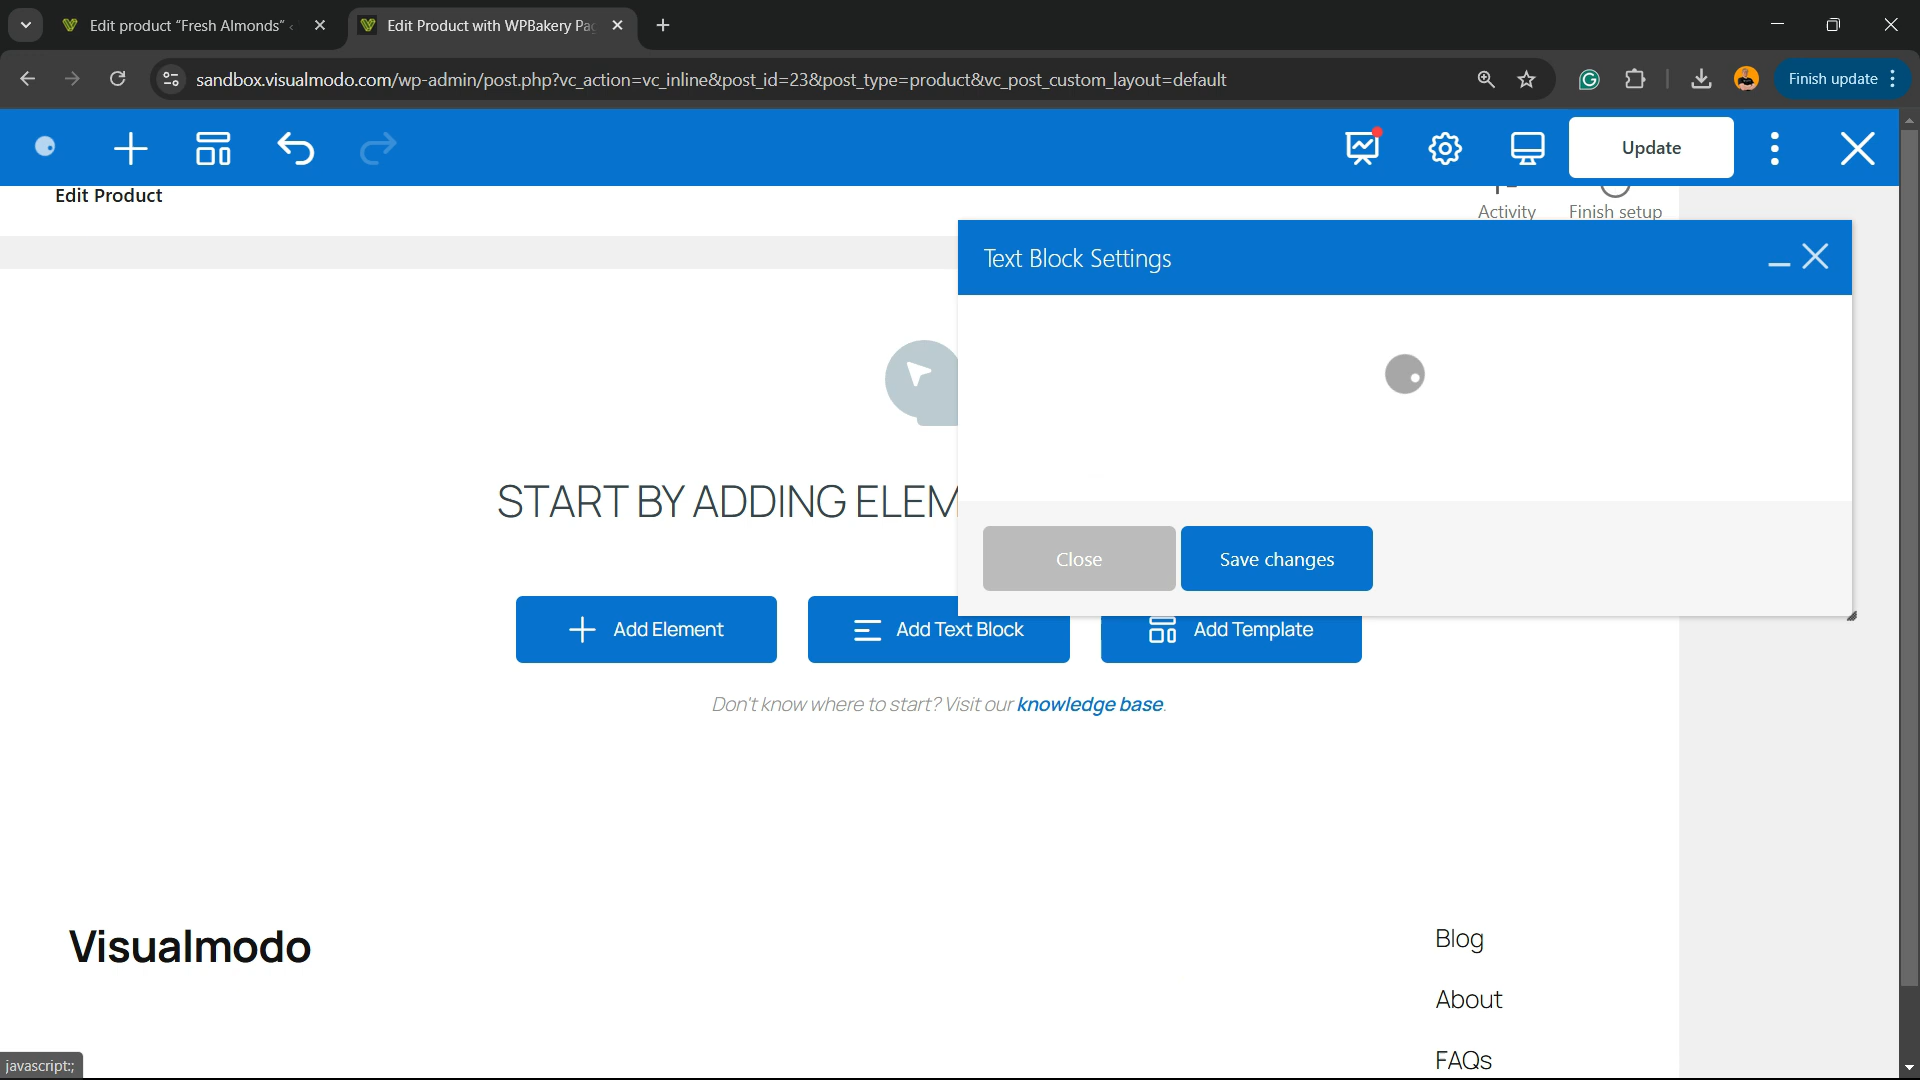 Edit product “Fresh Almonds” ‹
Edit Product with WPBakery Pa
Finish update
sandbox.visualmodo.com/wp-admin/post.php?vc_action=vc_inline&post_id=23&post_type=product&vc_post_custom_layout=default
Update
Edit Product
Activity
Finish setup
Text Block Settings
START BY ADDING ELEM
Close
Save changes
Add Element
Add Text Block
Add Template
Don't know where to start? Visit our knowledge base.
Visualmodo
Blog
About
FAQs
javascript:;